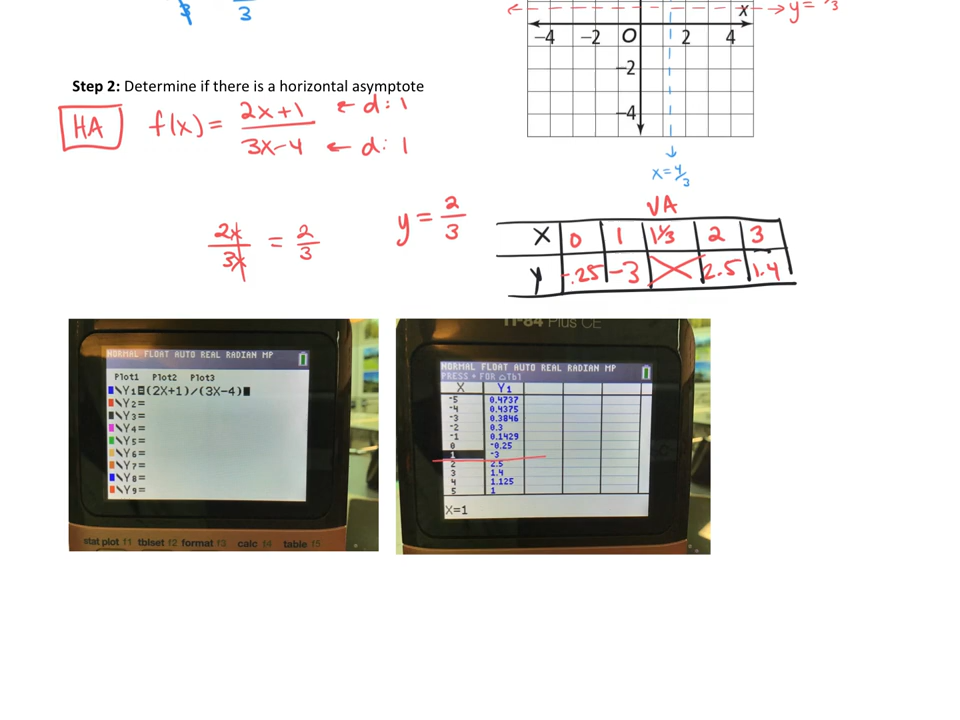 3
x
y = 2/3
-4 -2 O 2 4
-2
-4
x = 4/3
VA
Step 2: Determine if there is a horizontal asymptote
HA f(x) = 2x+1 ← d: 1
3x-4 ← d: 1
2x/3x = 2/3
y = 2/3
X 0 1 1 1/3 2 3
Y -.25 -3 2.5 1.4
NORMAL FLOAT AUTO REAL RADIAN MP
Plot1 Plot2 Plot3
\Y1=(2X+1)/(3X-4)
\Y2=
\Y3=
\Y4=
\Y5=
\Y6=
\Y7=
\Y8=
\Y9=
stat plot f1 tblset f2 format f3 calc f4 table f5
TI-84 Plus CE
NORMAL FLOAT AUTO REAL RADIAN MP
PRESS + FOR △Tbl
X Y1
-5 0.4737
-4 0.4375
-3 0.3846
-2 0.3
-1 0.1429
0 -0.25
1 -3
2 2.5
3 1.4
4 1.125
5 1
X=1